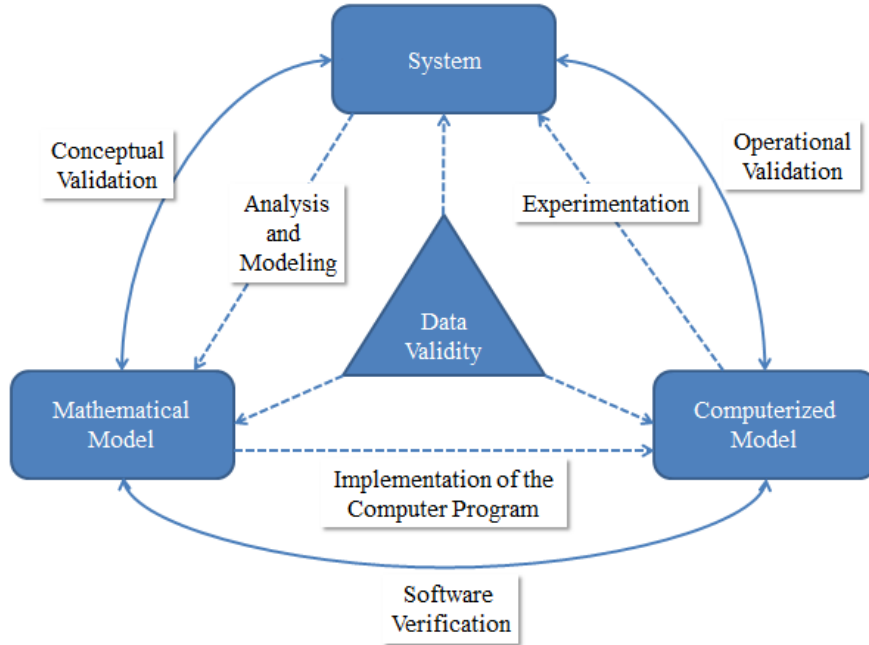 System
Conceptual
Validation
Operational
Validation
Analysis
and
Modeling
Experimentation
Data
Validity
Mathematical
Model
Computerized
Model
Implementation of the
Computer Program
Software
Verification